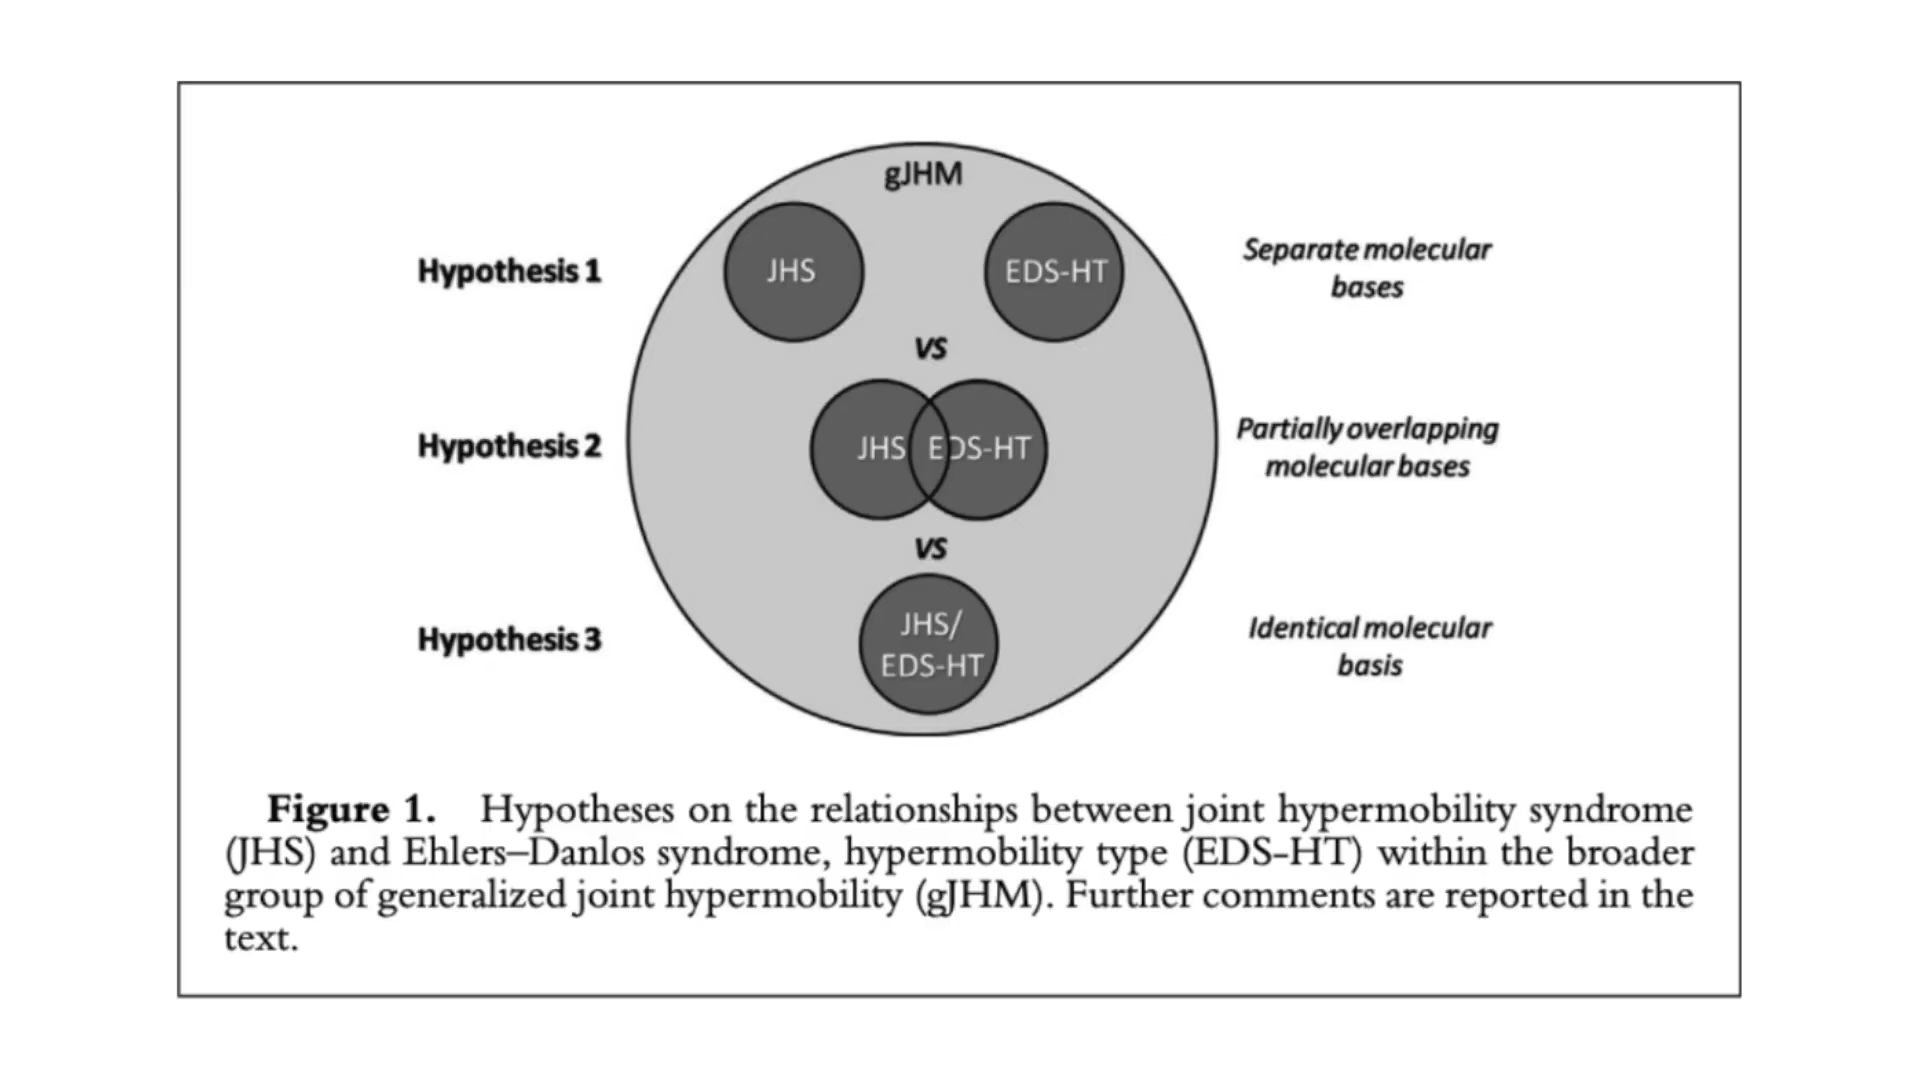 gJHM
Hypothesis 1
JHS
EDS-HT
Separate molecular
bases
vs
Hypothesis 2
JHS
EDS-HT
Partially overlapping
molecular bases
vs
Hypothesis 3
JHS/
EDS-HT
Identical molecular
basis
Figure 1. Hypotheses on the relationships between joint hypermobility syndrome
(JHS) and Ehlers–Danlos syndrome, hypermobility type (EDS-HT) within the broader
group of generalized joint hypermobility (gJHM). Further comments are reported in the
text.